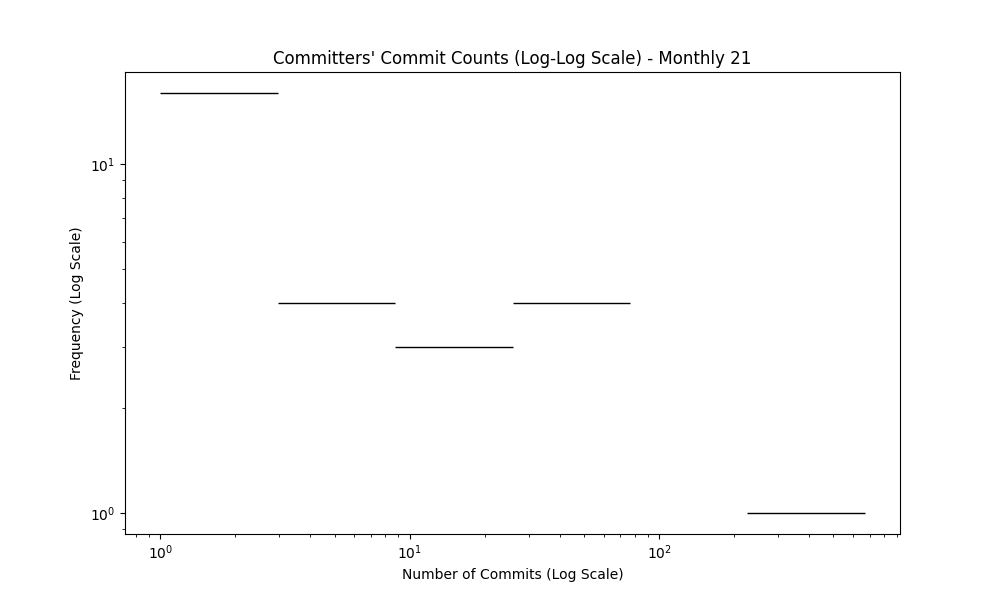 Committers' Commit Counts (Log-Log Scale) - Monthly 21
Frequency (Log Scale)
10¹
10⁰
10⁰ 10¹ 10²
Number of Commits (Log Scale)